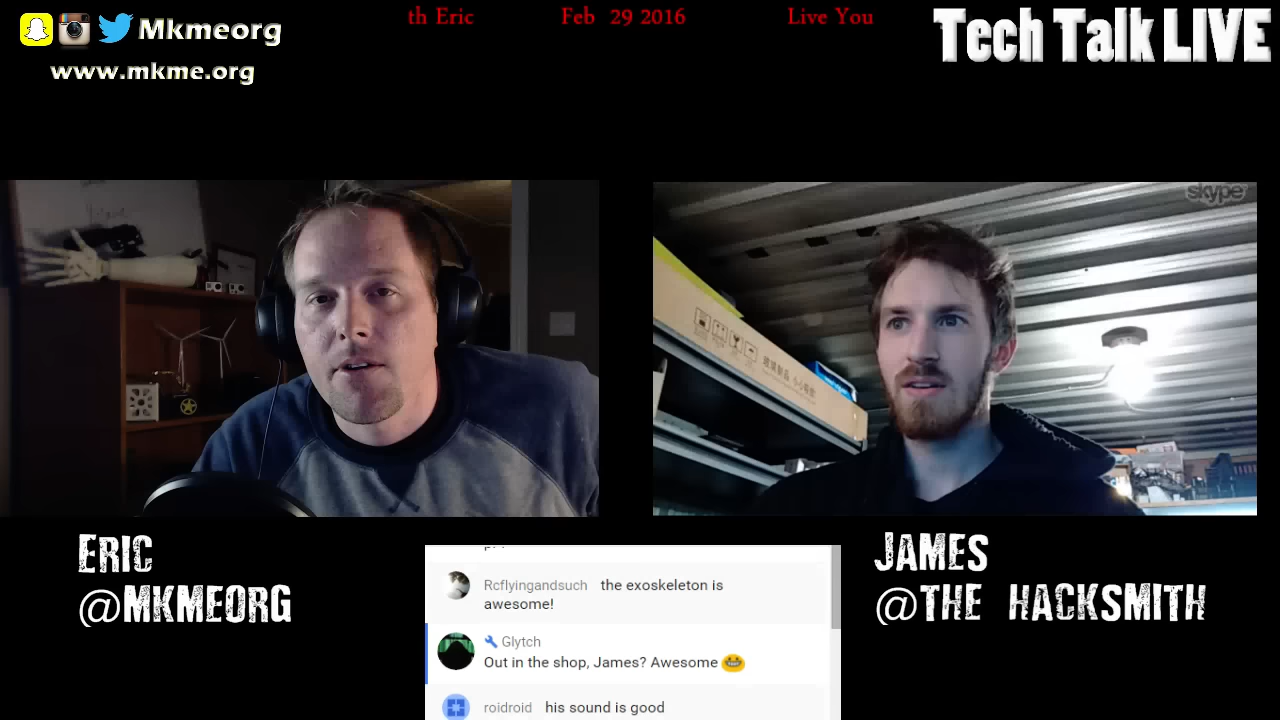 th Eric Feb 29 2016 Live You
Mkmeorg
www.mkme.org
Tech Talk LIVE
skype
ERIC
@MKMEORG
JAMES
@THE HACKSMITH
Rcflyingandsuch the exoskeleton is
awesome!
Glytch
Out in the shop, James? Awesome
roidroid his sound is good